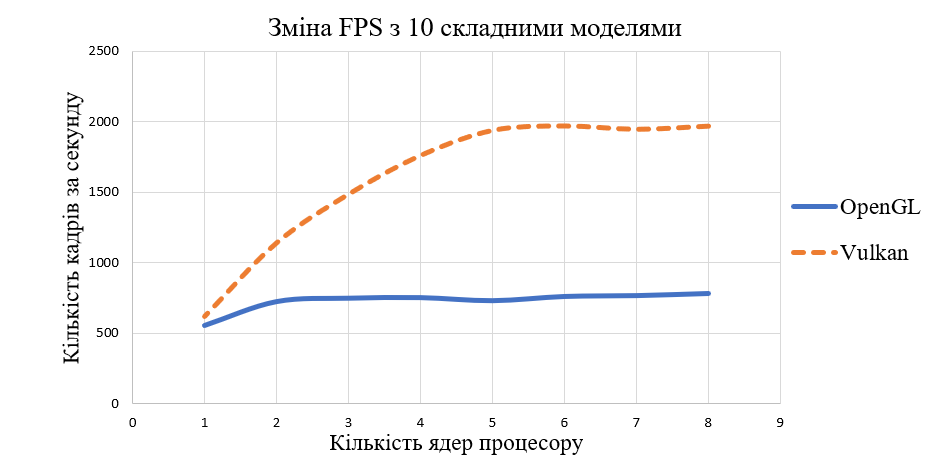 Зміна FPS з 10 складними моделями
Кількість кадрів за секунду
2500
2000
1500
1000
500
0
0 1 2 3 4 5 6 7 8 9
Кількість ядер процесору
OpenGL
Vulkan